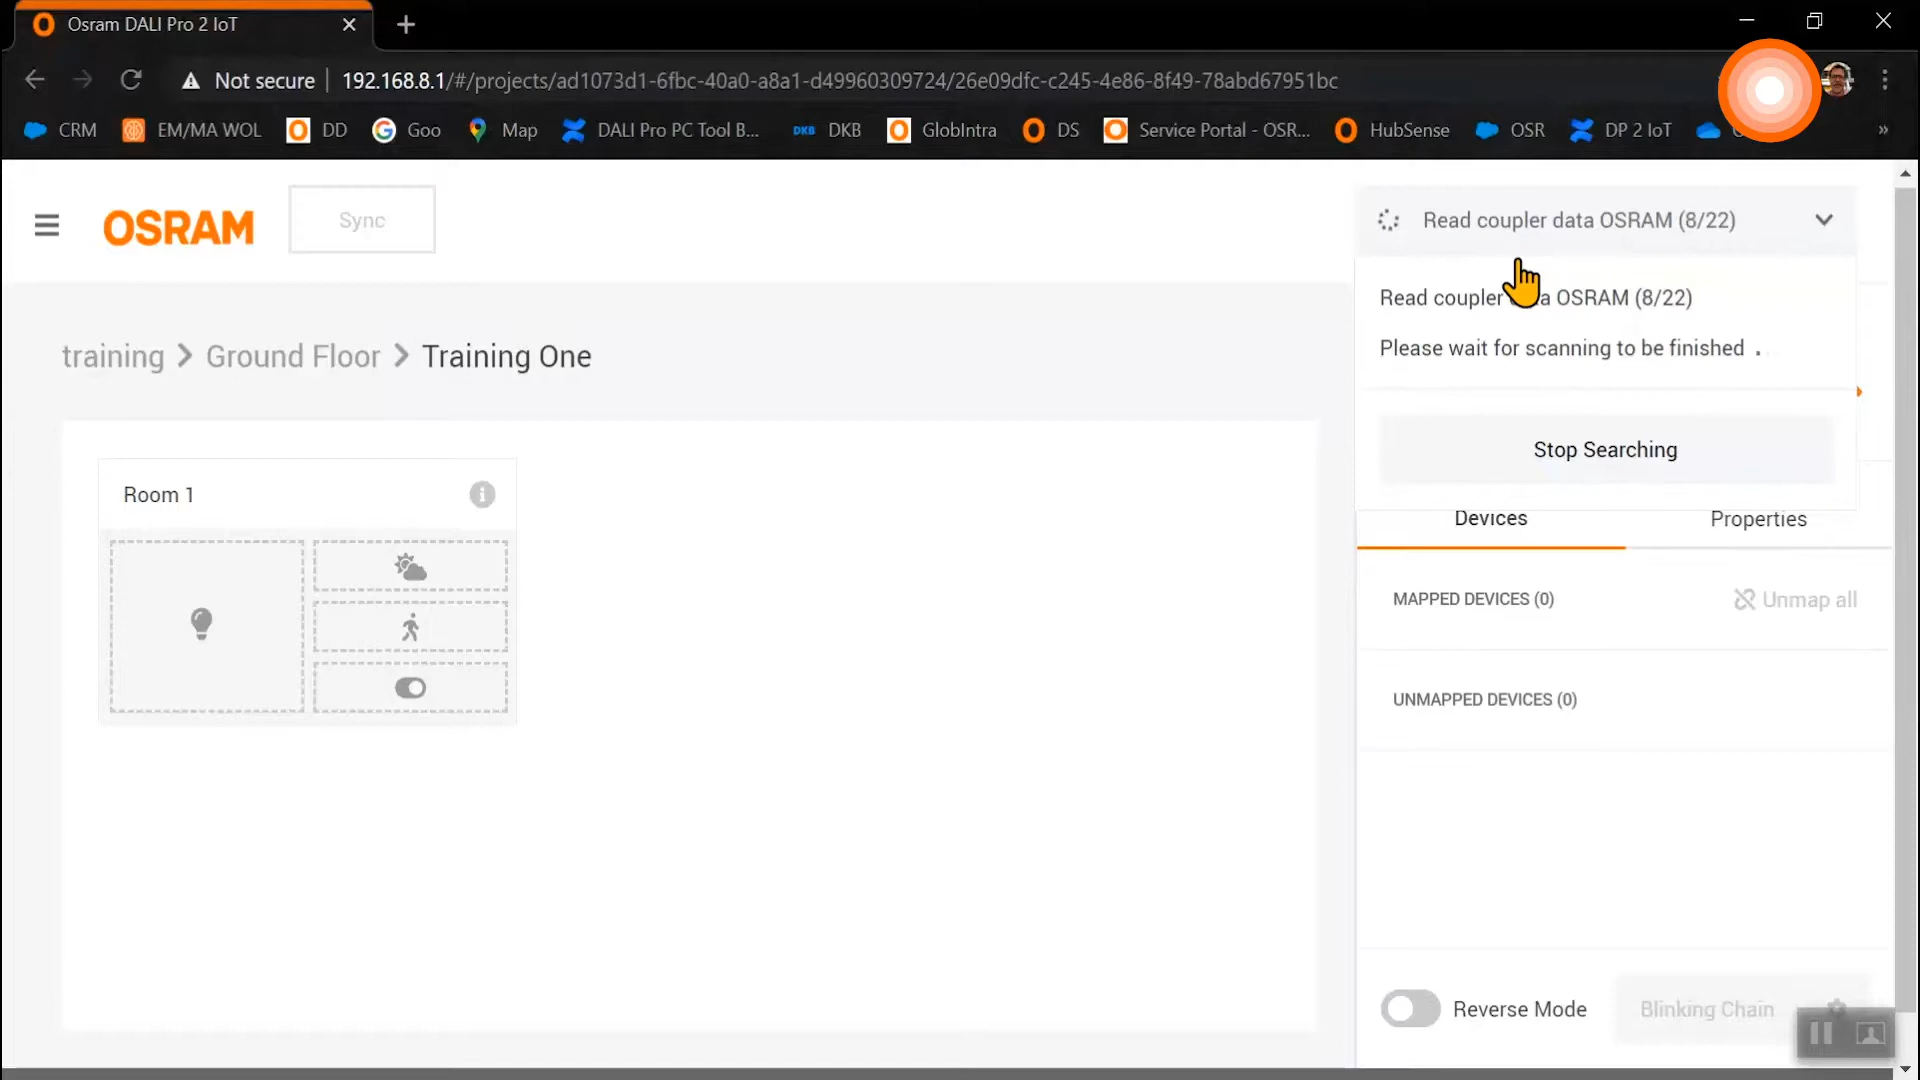 Osram DALI Pro 2 IoT
Not secure
192.168.8.1/#/projects/ad1073d1-6fbc-40a0-a8a1-d49960309724/26e09dfc-c245-4e86-8f49-78abd67951bc
CRM EM/MA WOL DD Goo Map DALI Pro PC Tool B... DKB DKB GlobIntra DS Service Portal - OSR... HubSense OSR DP 2 IoT »
OSRAM
Sync
Read coupler data OSRAM (8/22)
Read coupler OSRAM (8/22)
Please wait for scanning to be finished .
Stop Searching
training > Ground Floor > Training One
Room 1
Devices Properties
MAPPED DEVICES (0) Unmap all
UNMAPPED DEVICES (0)
Reverse Mode
Blinking Chain